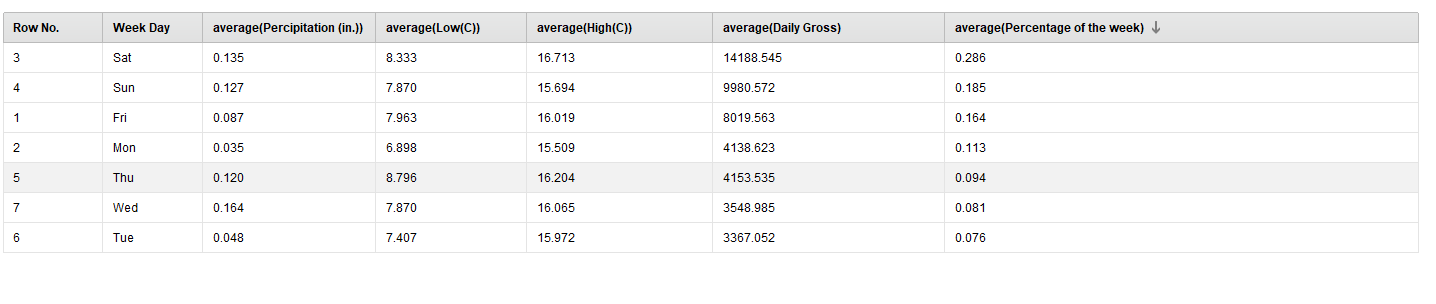 Row No. Week Day average(Percipitation (in.)) average(Low(C)) average(High(C)) average(Daily Gross) average(Percentage of the week)
3 Sat 0.135 8.333 16.713 14188.545 0.286
4 Sun 0.127 7.870 15.694 9980.572 0.185
1 Fri 0.087 7.963 16.019 8019.563 0.164
2 Mon 0.035 6.898 15.509 4138.623 0.113
5 Thu 0.120 8.796 16.204 4153.535 0.094
7 Wed 0.164 7.870 16.065 3548.985 0.081
6 Tue 0.048 7.407 15.972 3367.052 0.076